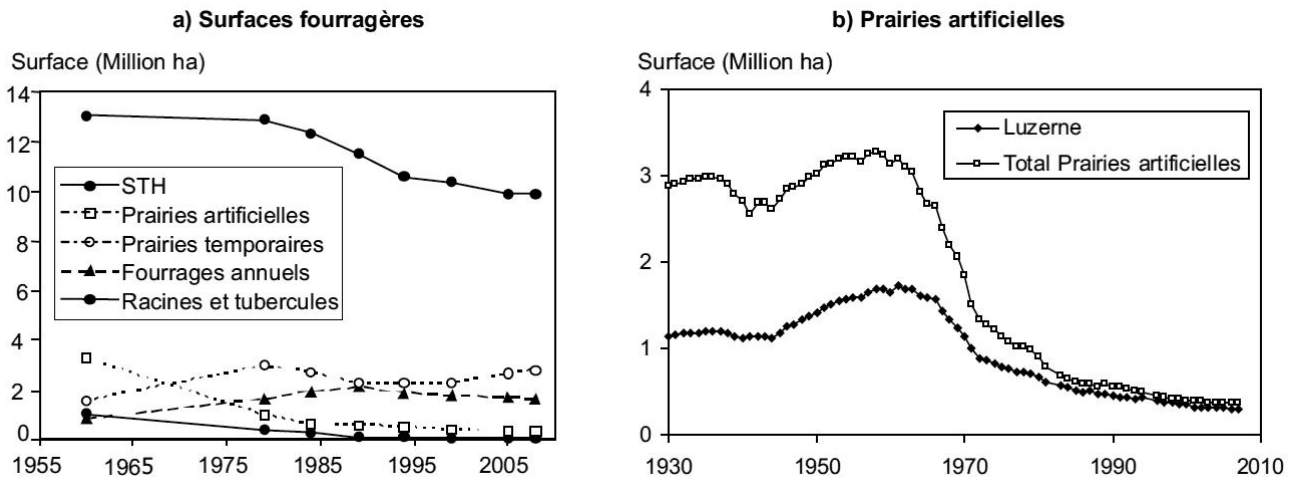 a) Surfaces fourragères
Surface (Million ha)
14
12
10
8
6
4
2
0
STH
Prairies artificielles
Prairies temporaires
Fourrages annuels
Racines et tubercules
1955
1965
1975
1985
1995
2005
b) Prairies artificielles
Surface (Million ha)
4
3
2
1
0
Luzerne
Total Prairies artificielles
1930
1950
1970
1990
2010